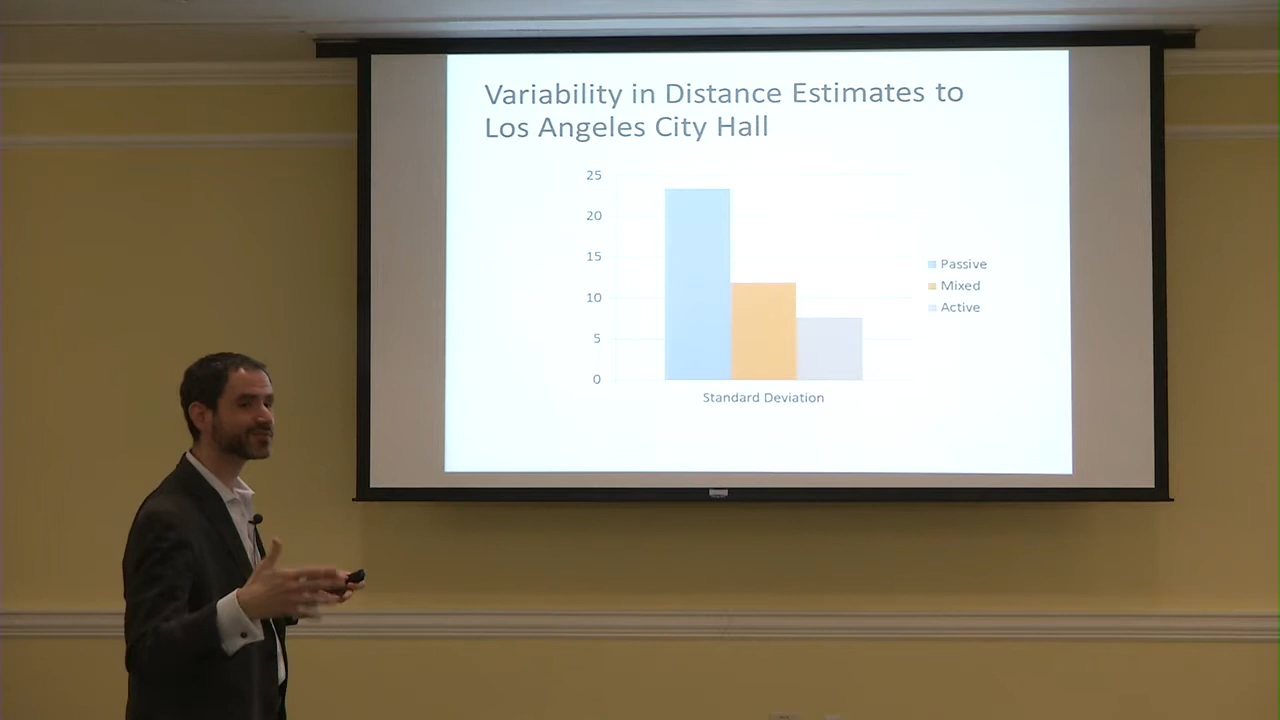 Variability in Distance Estimates to
Los Angeles City Hall
25
20
15
10
5
0
Passive
Mixed
Active
Standard Deviation